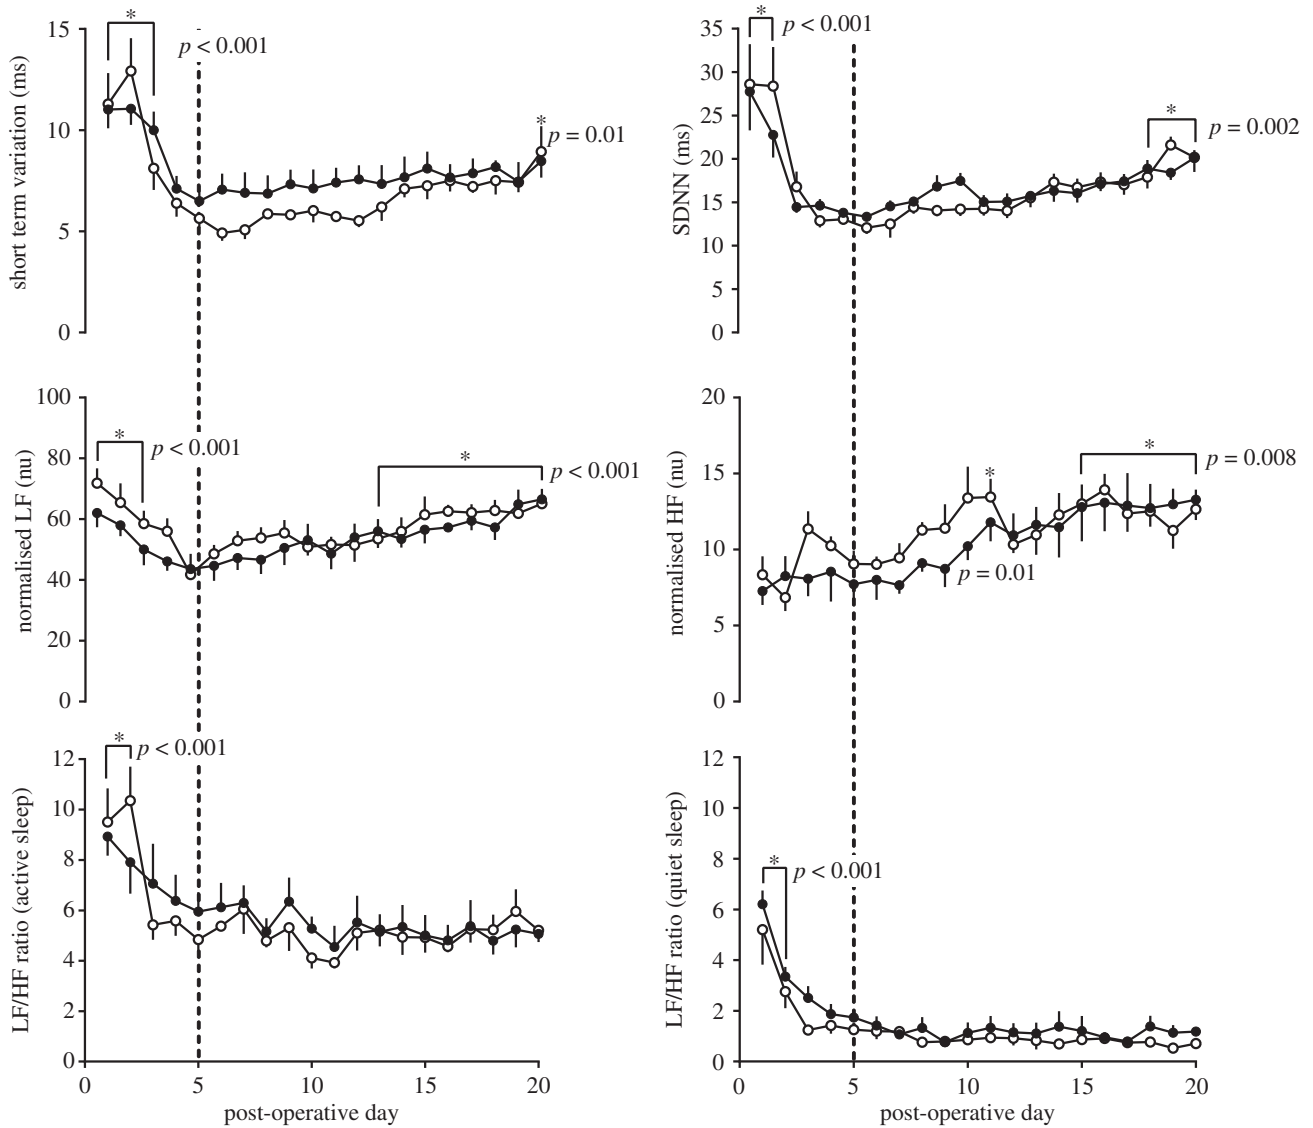 *
p < 0.001
15
10
5
0
short term variation (ms)
*
p = 0.01
*
p < 0.001
35
30
25
20
15
10
5
0
SDNN (ms)
*
p = 0.002
100
80
60
40
20
0
normalised LF (nu)
*
p < 0.001
*
p < 0.001
20
15
10
5
0
normalised HF (nu)
*
p = 0.01
*
p = 0.008
12
10
8
6
4
2
0
LF/HF ratio (active sleep)
*
p < 0.001
0 5 10 15 20
post-operative day
12
10
8
6
4
2
0
LF/HF ratio (quiet sleep)
*
p < 0.001
0 5 10 15 20
post-operative day